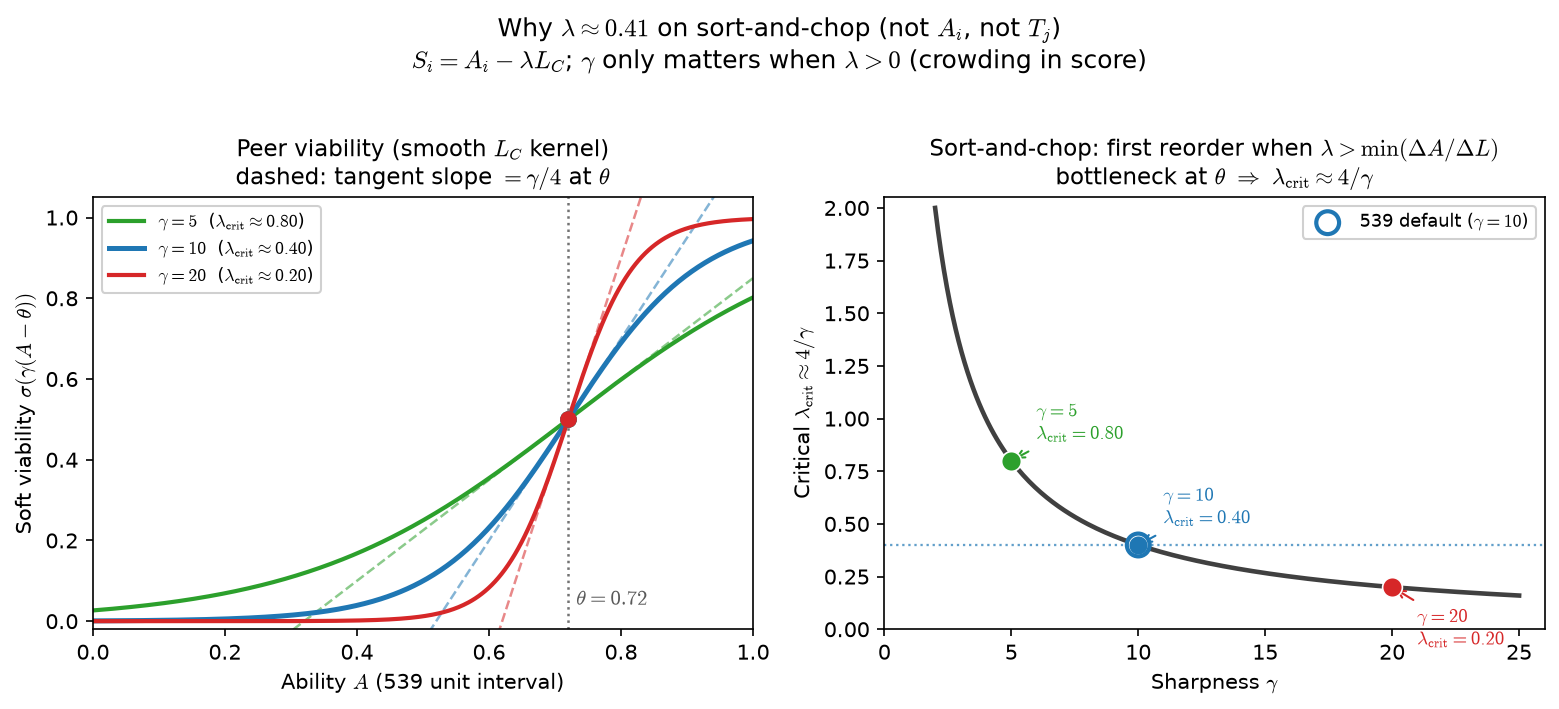 Why λ ≈ 0.41 on sort-and-chop (not A_i, not T_j)
S_i = A_i − λL_C; γ only matters when λ > 0 (crowding in score)
Peer viability (smooth L_C kernel)
dashed: tangent slope = γ/4 at θ
γ = 5 (λ_crit ≈ 0.80)
γ = 10 (λ_crit ≈ 0.40)
γ = 20 (λ_crit ≈ 0.20)
θ = 0.72
Soft viability σ(γ(A − θ))
1.0
0.8
0.6
0.4
0.2
0.0
0.0 0.2 0.4 0.6 0.8 1.0
Ability A (539 unit interval)
Sort-and-chop: first reorder when λ > min(ΔA/ΔL)
bottleneck at θ ⇒ λ_crit ≈ 4/γ
539 default (γ = 10)
γ = 5
λ_crit = 0.80
γ = 10
λ_crit = 0.40
γ = 20
λ_crit = 0.20
Critical λ_crit ≈ 4/γ
2.00
1.75
1.50
1.25
1.00
0.75
0.50
0.25
0.00
0 5 10 15 20 25
Sharpness γ